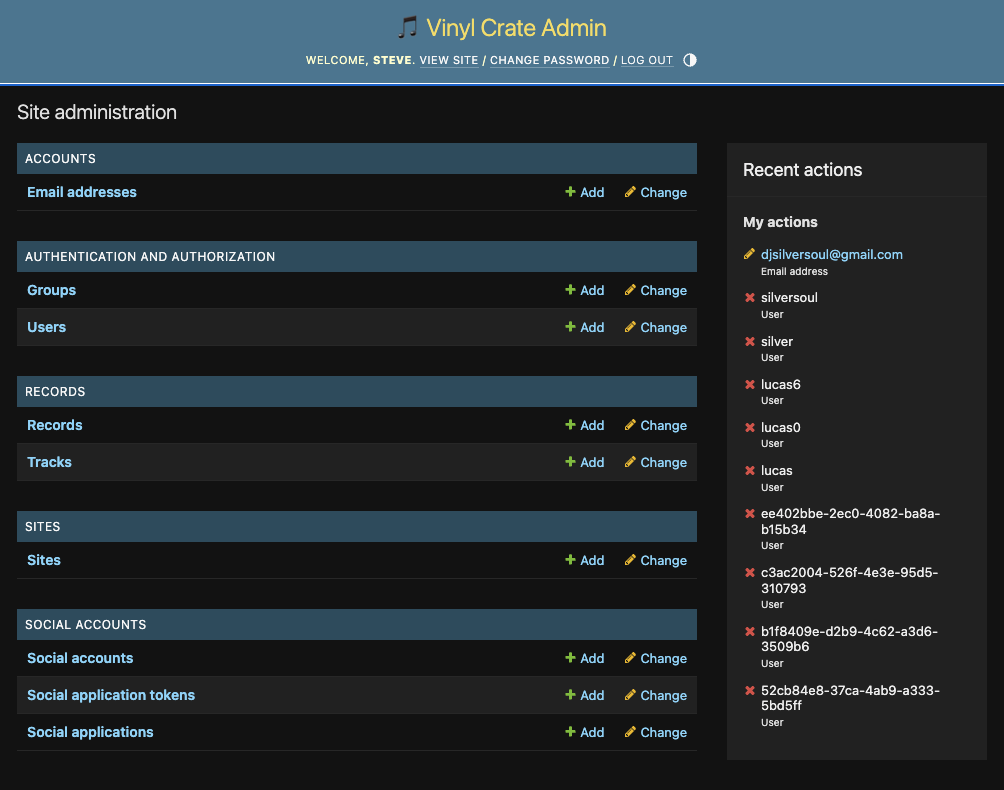 🎵 Vinyl Crate Admin
WELCOME, STEVE. VIEW SITE / CHANGE PASSWORD / LOG OUT
Site administration
ACCOUNTS
Email addresses Add Change
AUTHENTICATION AND AUTHORIZATION
Groups Add Change
Users Add Change
RECORDS
Records Add Change
Tracks Add Change
SITES
Sites Add Change
SOCIAL ACCOUNTS
Social accounts Add Change
Social application tokens Add Change
Social applications Add Change
Recent actions
My actions
djsilversoul@gmail.com
Email address
silversoul
User
silver
User
lucas6
User
lucas0
User
lucas
User
ee402bbe-2ec0-4082-ba8a-
b15b34
User
c3ac2004-526f-4e3e-95d5-
310793
User
b1f8409e-d2b9-4c62-a3d6-
3509b6
User
52cb84e8-37ca-4ab9-a333-
5bd5ff
User